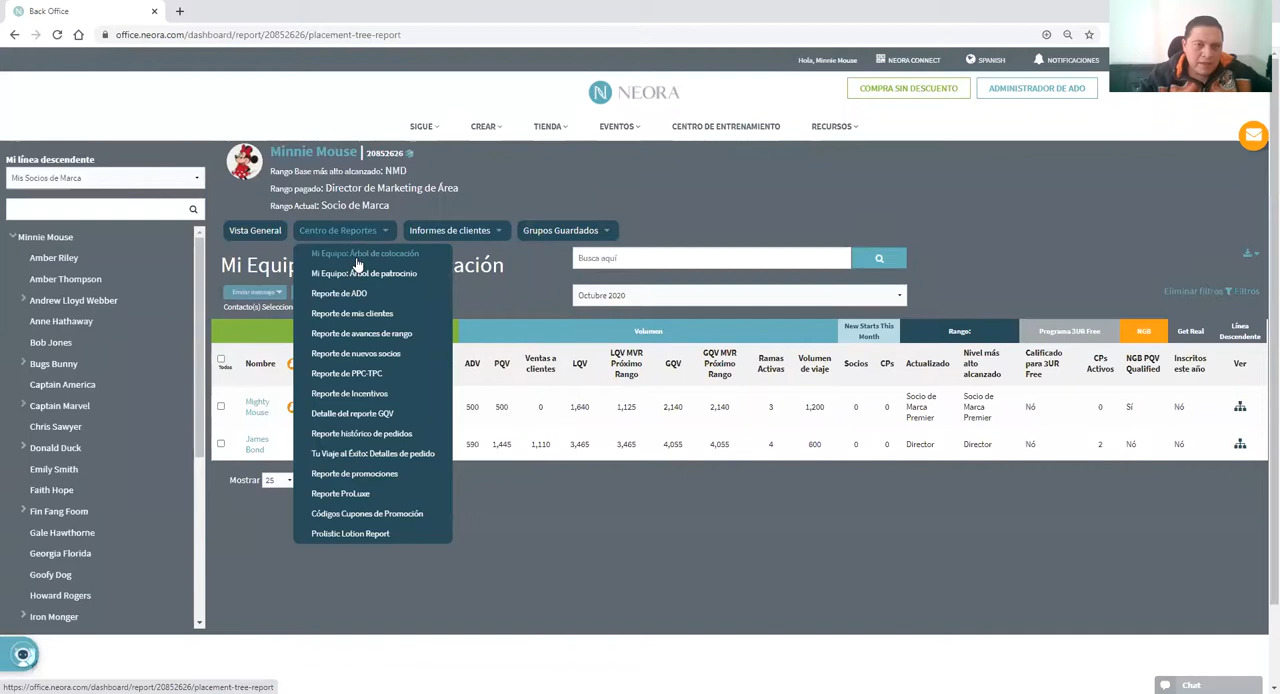 Back Office
office.neora.com/dashboard/report/20852626/placement-tree-report
Hola, Minnie Mouse
NEORA CONNECT
SPANISH
NOTIFICACIONES
N NEORA
COMPRA SIN DESCUENTO
ADMINISTRADOR DE ADO
SIGUE
CREAR
TIENDA
EVENTOS
CENTRO DE ENTRENAMIENTO
RECURSOS
Mi línea descendente
Mis Socios de Marca
Minnie Mouse
Amber Riley
Amber Thompson
Andrew Lloyd Webber
Anne Hathaway
Bob Jones
Bugs Bunny
Captain America
Captain Marvel
Chris Sawyer
Donald Duck
Emily Smith
Faith Hope
Fin Fang Foom
Gale Hawthorne
Georgia Florida
Goofy Dog
Howard Rogers
Iron Monger
Minnie Mouse | 20852626
Rango Base más alto alcanzado: NMD
Rango pagado: Director de Marketing de Área
Rango Actual: Socio de Marca
Vista General
Centro de Reportes
Informes de clientes
Grupos Guardados
Mi Equipo: Árbol de colocación
Mi Equipo: Árbol de patrocinio
Reporte de ADO
Reporte de mis clientes
Reporte de avances de rango
Reporte de nuevos socios
Reporte de PPC-TPC
Reporte de Incentivos
Detalle del reporte GQV
Reporte histórico de pedidos
Tu Viaje al Éxito: Detalles de pedido
Reporte de promociones
Reporte ProLuxe
Códigos Cupones de Promoción
Prolistic Lotion Report
Mi Equi
cación
Busca aquí
Enviar mensaje
Contacto(s) Seleccion
Octubre 2020
Eliminar filtros
Filtros
Volumen
New Starts This Month
Rango:
Programa 3UR Free
NGB
Get Real
Línea Descendente
Todos
Nombre
ADV
PQV
Ventas a clientes
LQV
LQV MVR Próximo Rango
GQV
GQV MVR Próximo Rango
Ramas Activas
Volumen de viaje
Socios
CPs
Actualizado
Nivel más alto alcanzado
Calificado para 3UR Free
CPs Activos
NGB PQV Qualified
Inscritos este año
Ver
Mighty Mouse
500
500
0
1,640
1,125
2,140
2,140
3
1,200
0
0
Socio de Marca Premier
Socio de Marca Premier
Nó
0
Sí
Nó
James Bond
590
1,445
1,110
3,465
3,465
4,055
4,055
4
600
0
0
Director
Director
Nó
2
Nó
Nó
Mostrar
25
https://office.neora.com/dashboard/report/20852626/placement-tree-report
Chat